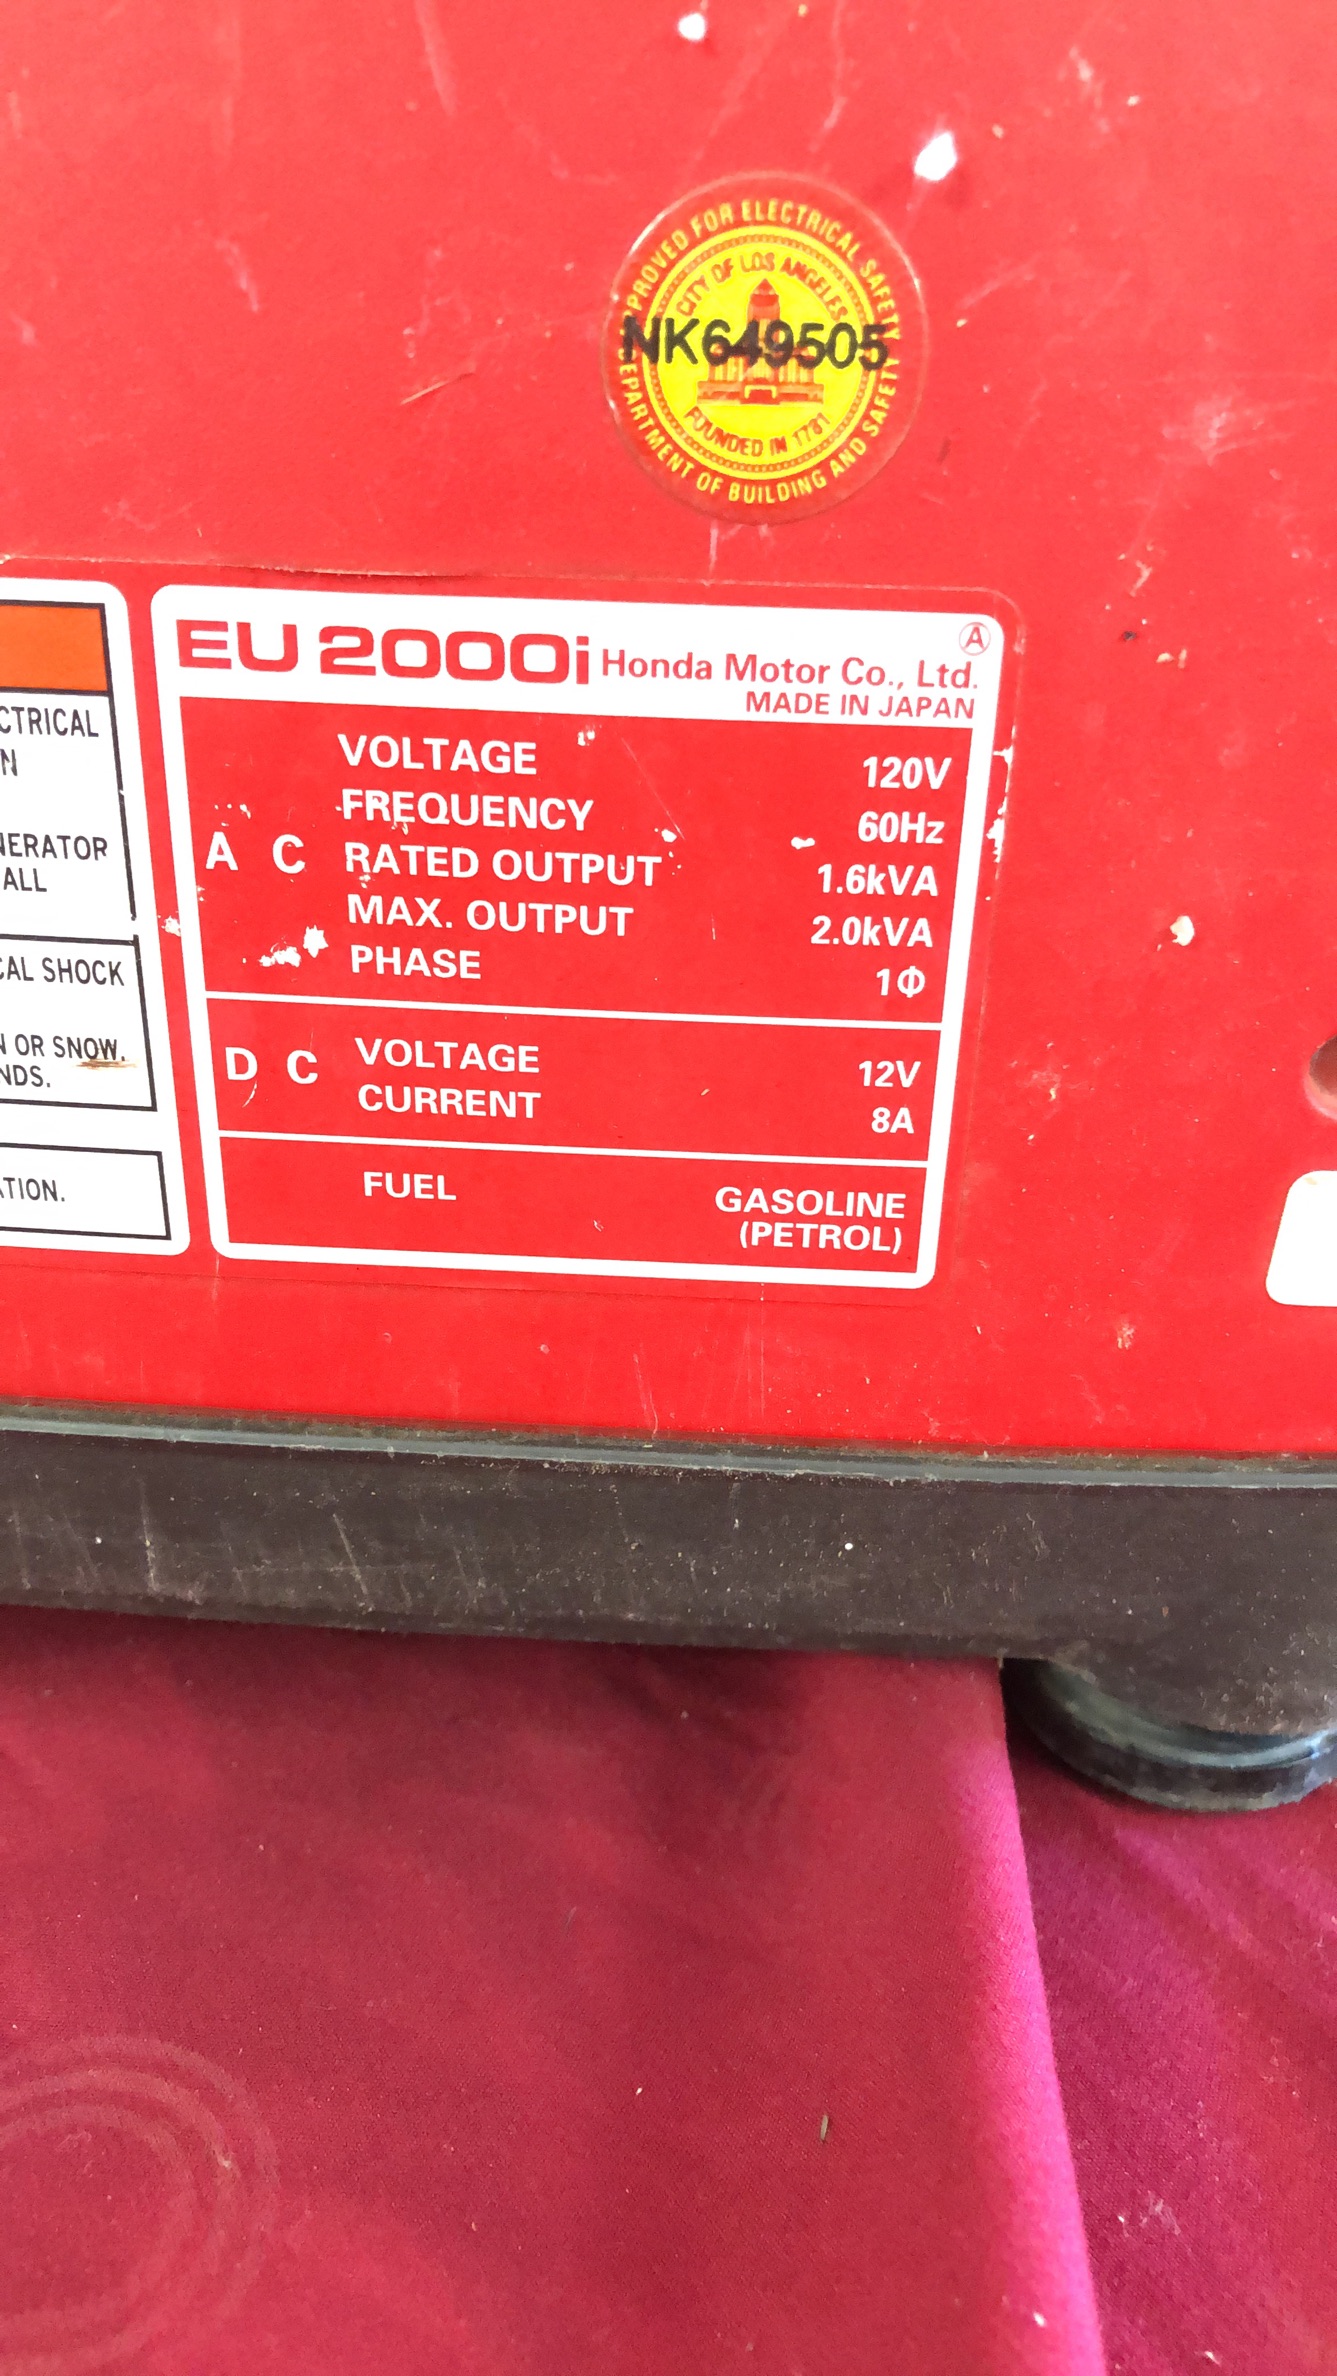 APPROVED FOR ELECTRICAL SAFETY
CITY OF LOS ANGELES
NK649505
FOUNDED IN 1781
DEPARTMENT OF BUILDING AND SAFETY
EU 2000i Honda Motor Co., Ltd. A
MADE IN JAPAN
A C
VOLTAGE 120V
FREQUENCY 60Hz
RATED OUTPUT 1.6kVA
MAX. OUTPUT 2.0kVA
PHASE 1Φ
D C
VOLTAGE 12V
CURRENT 8A
FUEL GASOLINE
(PETROL)
CTRICAL
N
NERATOR
ALL
CAL SHOCK
N OR SNOW.
NDS.
ATION.